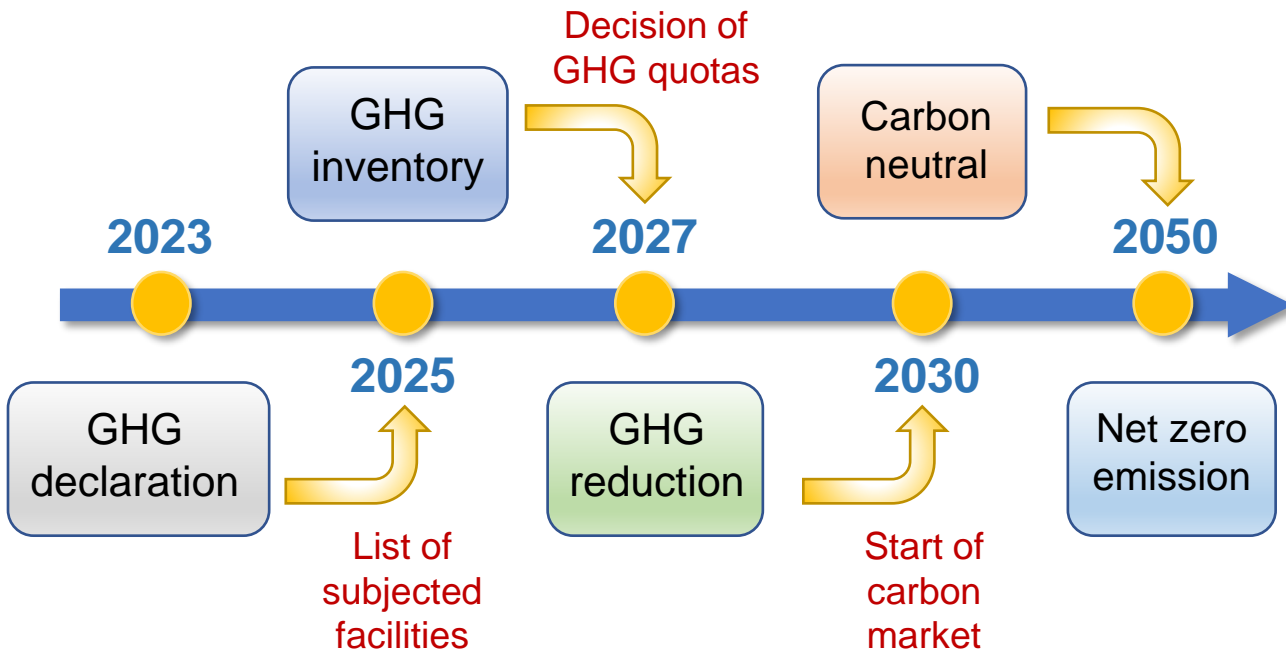 Decision of
GHG quotas
GHG
inventory
Carbon
neutral
2023
2027
2050
2025
2030
GHG
declaration
GHG
reduction
Net zero
emission
List of
subjected
facilities
Start of
carbon
market